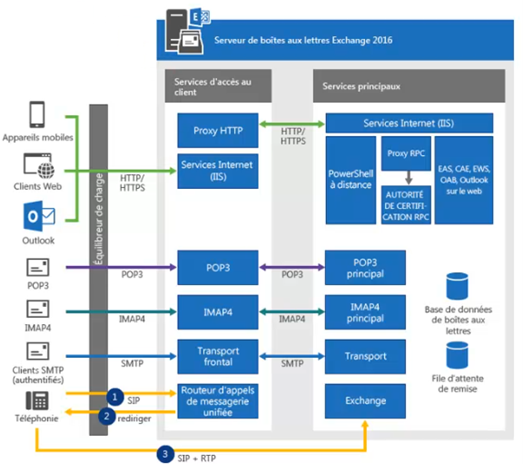 Serveur de boîtes aux lettres Exchange 2016
Services d'accès au
client
Services principaux
Appareils mobiles
Clients Web
Outlook
POP3
IMAP4
Clients SMTP
(authentifiés)
Téléphonie
Équilibreur de charge
HTTP/
HTTPS
POP3
IMAP4
SMTP
1
SIP
2
rediriger
3
SIP + RTP
Proxy HTTP
Services Internet
(IIS)
POP3
IMAP4
Transport
frontal
Routeur d'appels
de messagerie
unifiée
HTTP/
HTTPS
POP3
IMAP4
SMTP
Services Internet (IIS)
PowerShell
à distance
Proxy RPC
AUTORITÉ
DE CERTIFI-
CATION RPC
EAS, CAE, EWS,
OAB, Outlook
sur le web
POP3
principal
IMAP4
principal
Transport
Exchange
Base de données
de boîtes aux
lettres
File d'attente
de remise